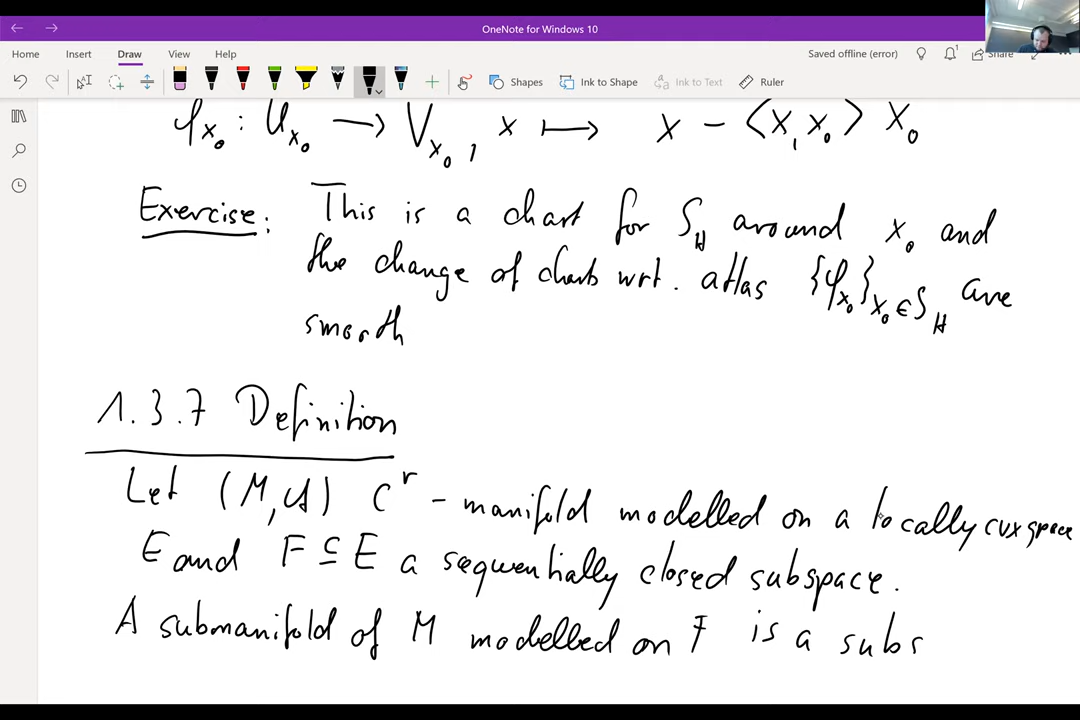 OneNote for Windows 10
Home Insert Draw View Help
Saved offline (error) 1 Share
Shapes Ink to Shape Ink to Text Ruler
φ_{x_0} : U_{x_0} → V_{x_0}, x ↦ x - ⟨x, x_0⟩ x_0
Exercise: This is a chart for S_H around x_0 and
the change of charts wrt. atlas {φ_{x_0}}_{x_0 ∈ S_H} are
smooth
1.3.7 Definition
Let (M, 𝒜) C^r - manifold modelled on a locally cvx space
E and F ⊆ E a sequentially closed subspace.
A submanifold of M modelled on F is a subs